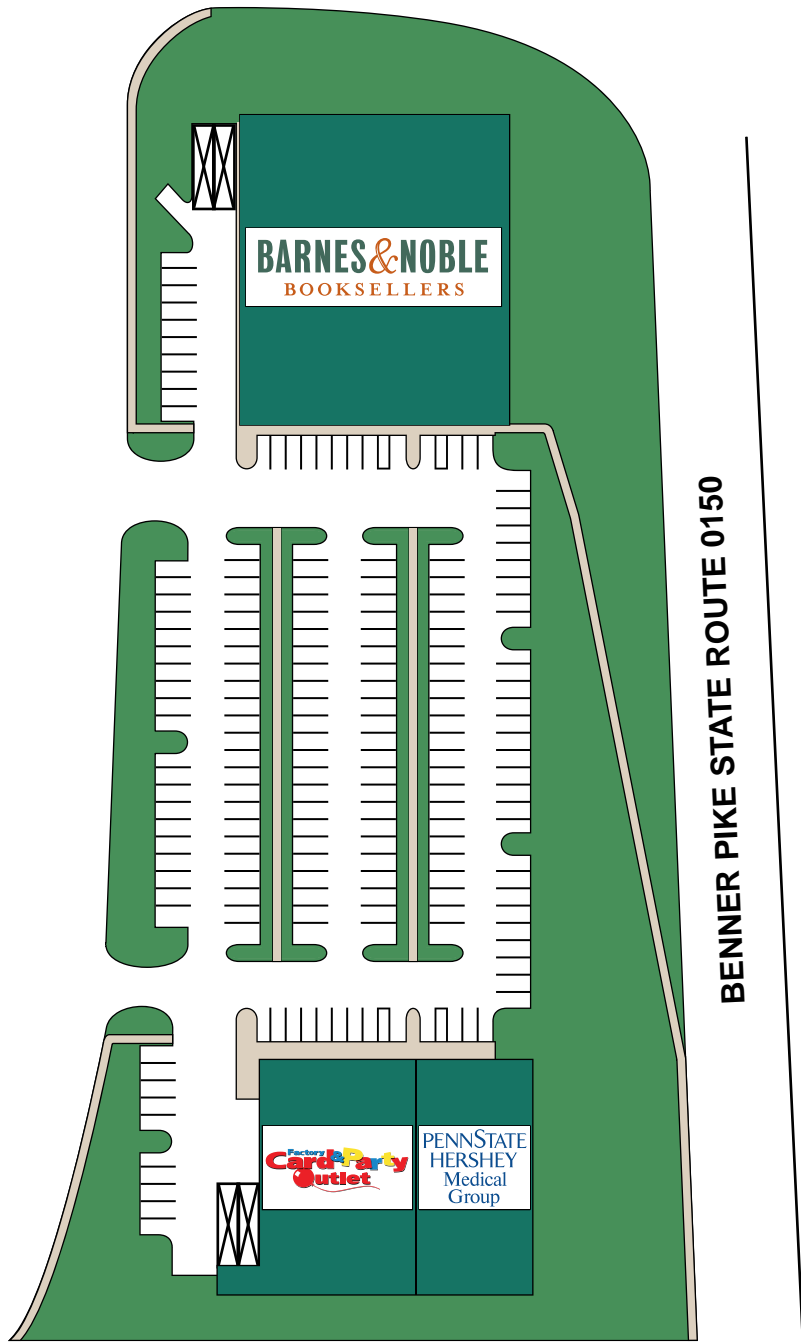 BARNES&NOBLE
BOOKSELLERS
BENNER PIKE STATE ROUTE 0150
Factory
Card&Party
Outlet
PENNSTATE
HERSHEY
Medical
Group